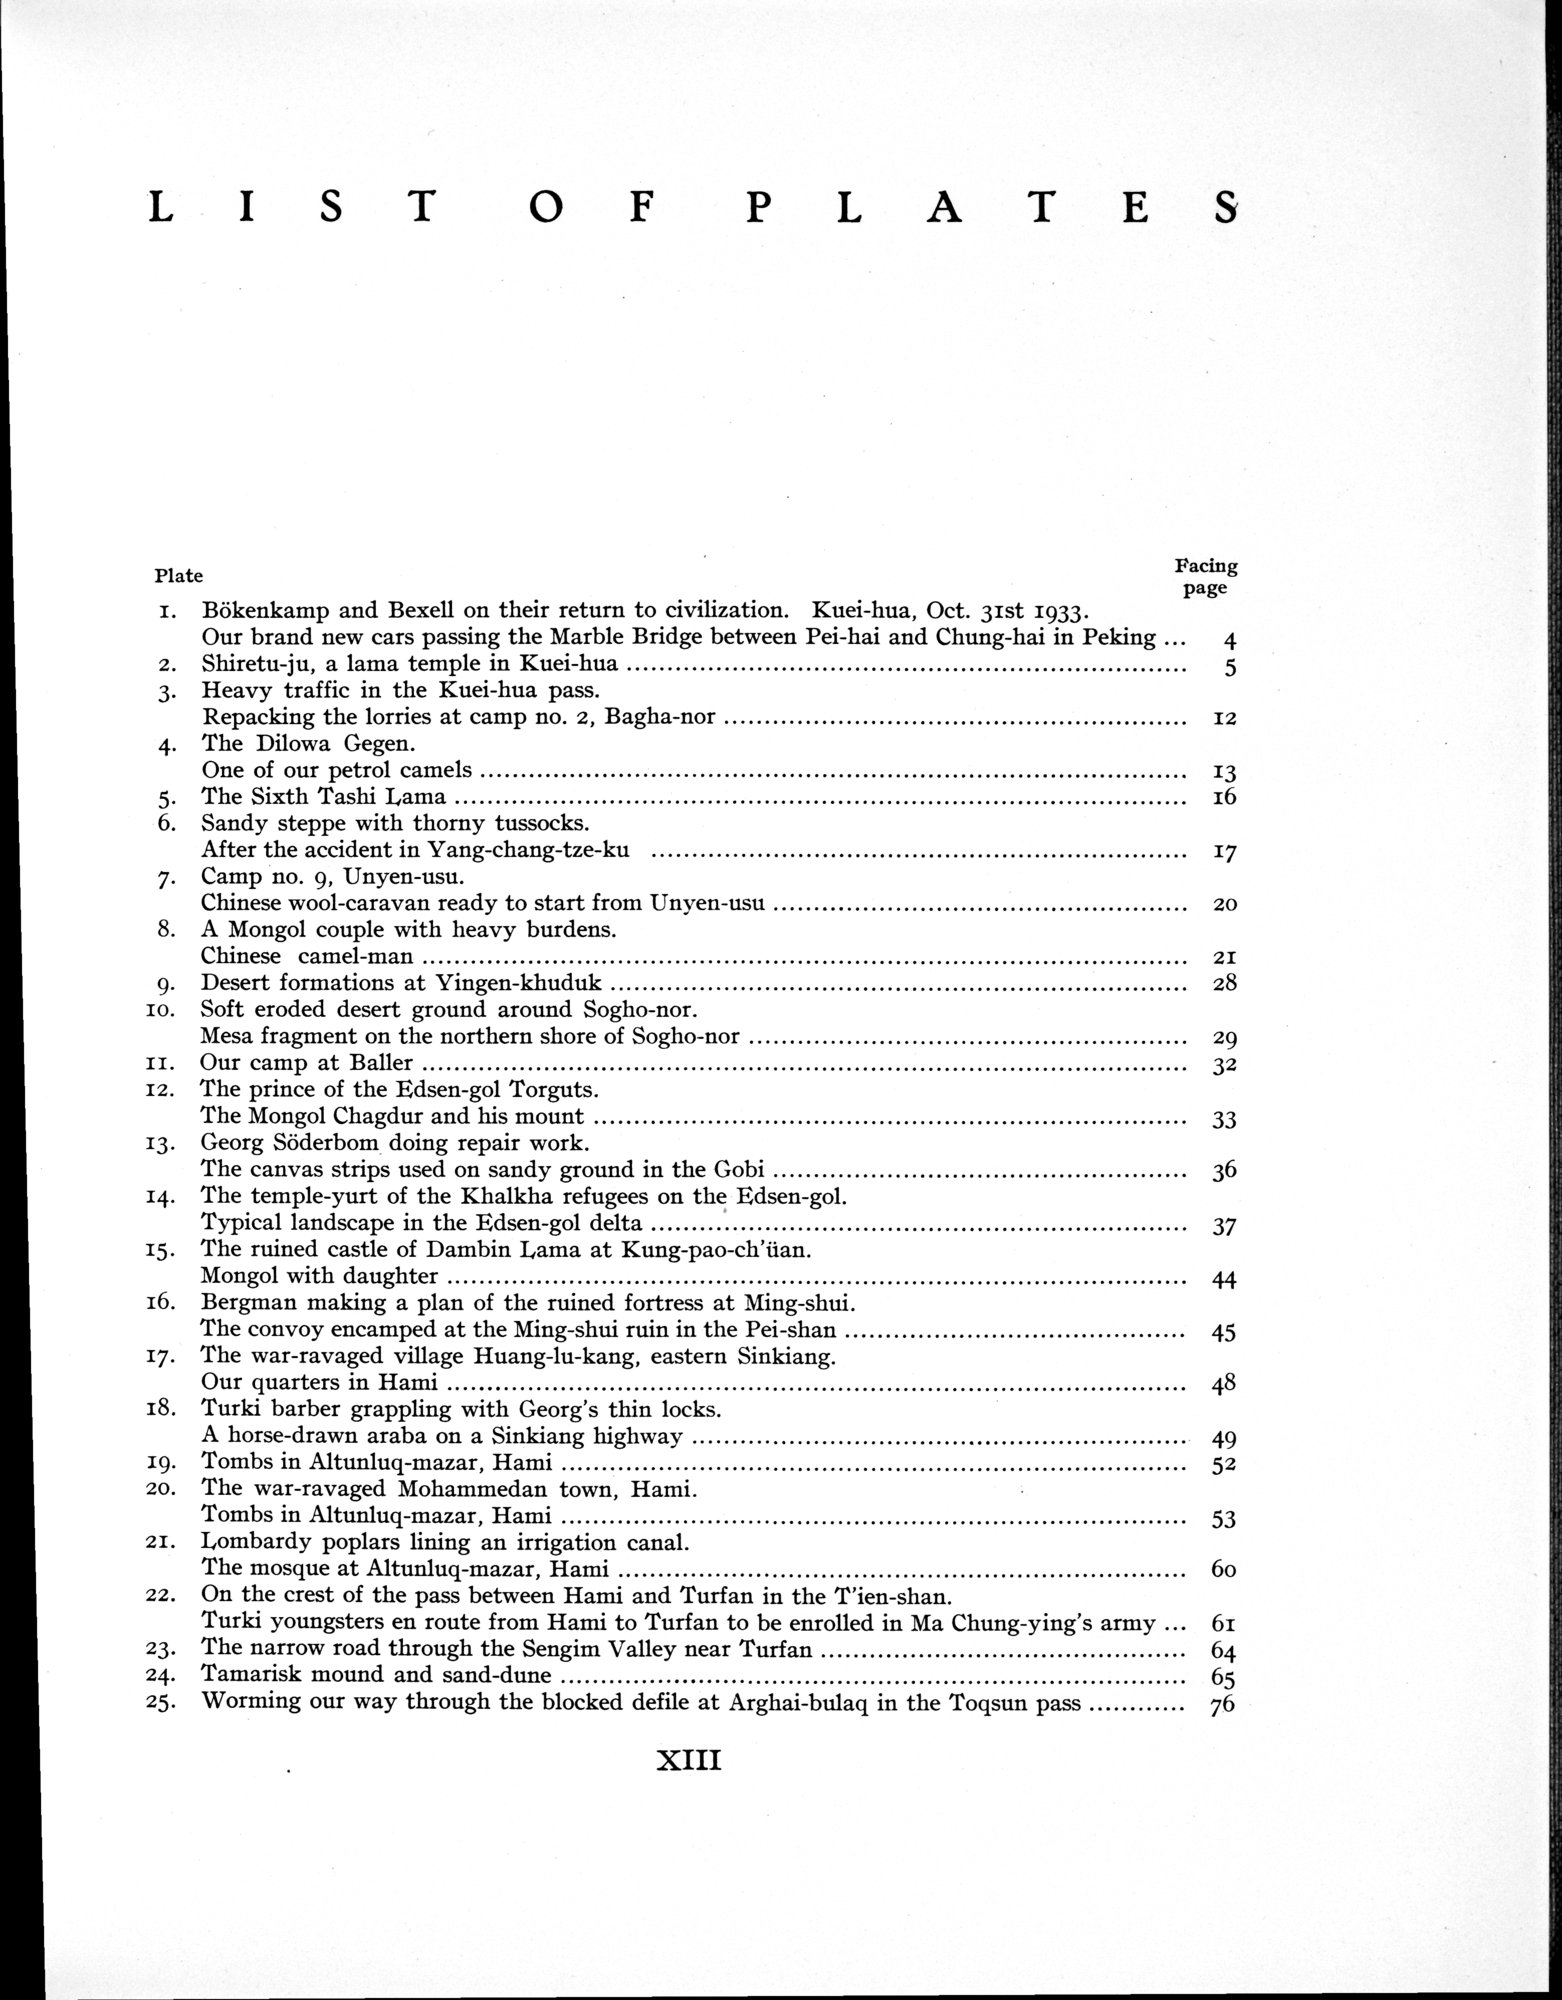 LIST OF PLATES
Plate
Facing
page
1. Bökenkamp and Bexell on their return to civilization. Kuei-hua, Oct. 31st 1933.
Our brand new cars passing the Marble Bridge between Pei-hai and Chung-hai in Peking ... 4
2. Shiretu-ju, a lama temple in Kuei-hua ........ 5
3. Heavy traffic in the Kuei-hua pass.
Repacking the lorries at camp no. 2, Bagha-nor ........ 12
4. The Dilowa Gegen.
One of our petrol camels ........ 13
5. The Sixth Tashi Lama ........ 16
6. Sandy steppe with thorny tussocks.
After the accident in Yang-chang-tze-ku ........ 17
7. Camp no. 9, Unyen-usu.
Chinese wool-caravan ready to start from Unyen-usu ........ 20
8. A Mongol couple with heavy burdens.
Chinese camel-man ........ 21
9. Desert formations at Yingen-khuduk ........ 28
10. Soft eroded desert ground around Sogho-nor.
Mesa fragment on the northern shore of Sogho-nor ........ 29
11. Our camp at Baller ........ 32
12. The prince of the Edsen-gol Torguts.
The Mongol Chagdur and his mount ........ 33
13. Georg Söderbom doing repair work.
The canvas strips used on sandy ground in the Gobi ........ 36
14. The temple-yurt of the Khalkha refugees on the Edsen-gol.
Typical landscape in the Edsen-gol delta ........ 37
15. The ruined castle of Dambin Lama at Kung-pao-ch'üan.
Mongol with daughter ........ 44
16. Bergman making a plan of the ruined fortress at Ming-shui.
The convoy encamped at the Ming-shui ruin in the Pei-shan ........ 45
17. The war-ravaged village Huang-lu-kang, eastern Sinkiang.
Our quarters in Hami ........ 48
18. Turki barber grappling with Georg's thin locks.
A horse-drawn araba on a Sinkiang highway ........ 49
19. Tombs in Altunluq-mazar, Hami ........ 52
20. The war-ravaged Mohammedan town, Hami.
Tombs in Altunluq-mazar, Hami ........ 53
21. Lombardy poplars lining an irrigation canal.
The mosque at Altunluq-mazar, Hami ........ 60
22. On the crest of the pass between Hami and Turfan in the T'ien-shan.
Turki youngsters en route from Hami to Turfan to be enrolled in Ma Chung-ying's army ... 61
23. The narrow road through the Sengim Valley near Turfan ........ 64
24. Tamarisk mound and sand-dune ........ 65
25. Worming our way through the blocked defile at Arghai-bulaq in the Toqsun pass ........ 76
XIII